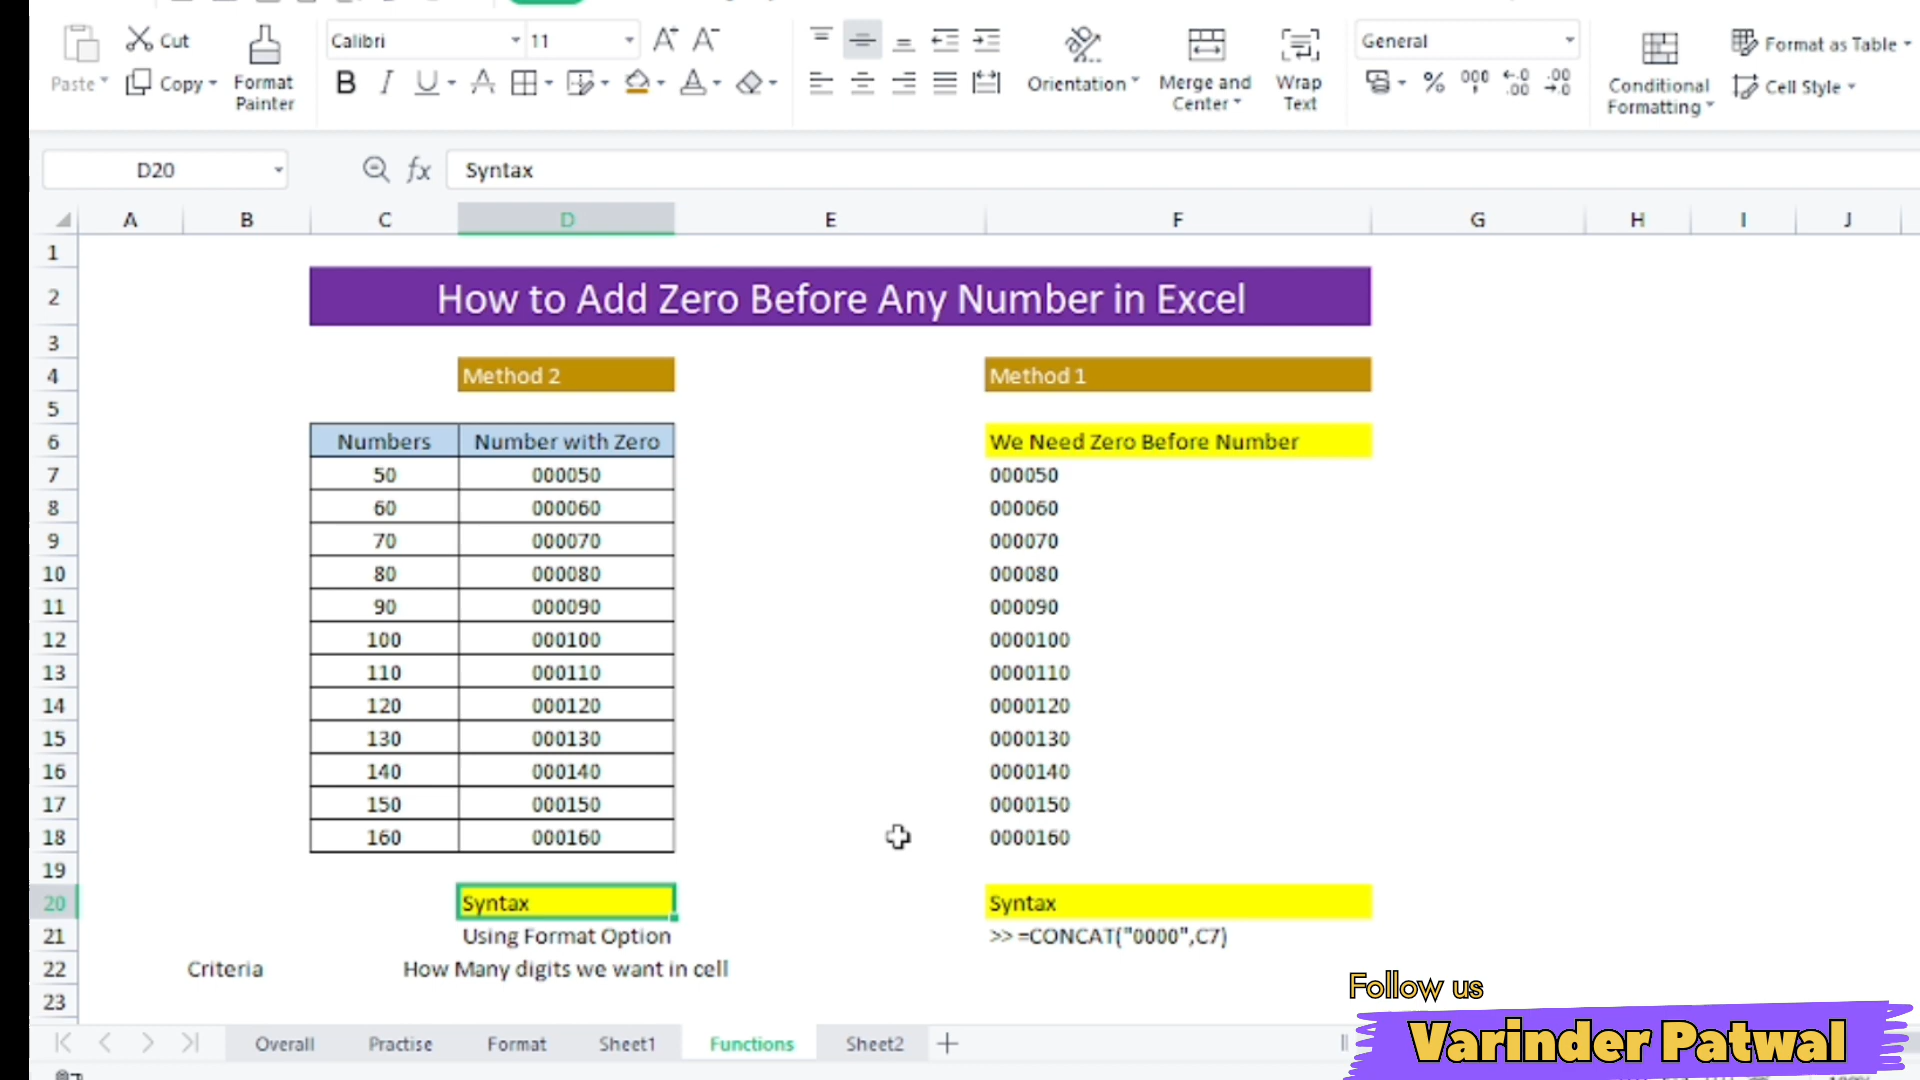 Cut
Calibri
11
General
Format as Table
Paste
Copy
Format
Painter
B I U A
Orientation
Merge and
Center
Wrap
Text
Conditional
Formatting
Cell Style
D20
fx
Syntax
A B C D E F G H I J
1
2 How to Add Zero Before Any Number in Excel
3
4 Method 2 Method 1
5
6 Numbers Number with Zero We Need Zero Before Number
7 50 000050 000050
8 60 000060 000060
9 70 000070 000070
10 80 000080 000080
11 90 000090 000090
12 100 000100 0000100
13 110 000110 0000110
14 120 000120 0000120
15 130 000130 0000130
16 140 000140 0000140
17 150 000150 0000150
18 160 000160 0000160
19
20 Syntax Syntax
21 Using Format Option >> =CONCAT("0000",C7)
22 Criteria How Many digits we want in cell
23
Overall Practise Format Sheet1 Functions Sheet2 +
Follow us
Varinder Patwal